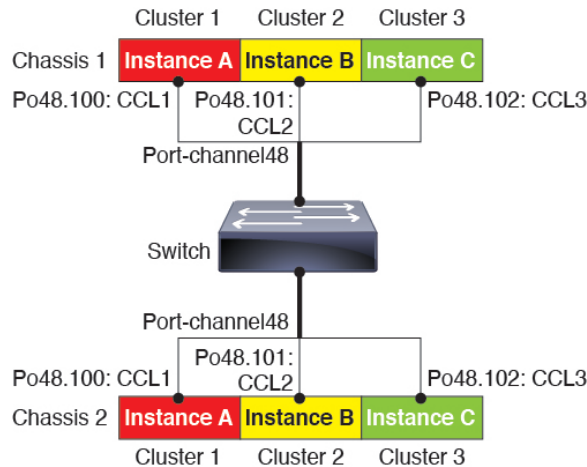 Cluster 1 Cluster 2 Cluster 3
Chassis 1 Instance A Instance B Instance C
Po48.100: CCL1 Po48.101: Po48.102: CCL3
CCL2
Port-channel48
Switch
Port-channel48
Po48.101:
Po48.100: CCL1 CCL2 Po48.102: CCL3
Chassis 2 Instance A Instance B Instance C
Cluster 1 Cluster 2 Cluster 3